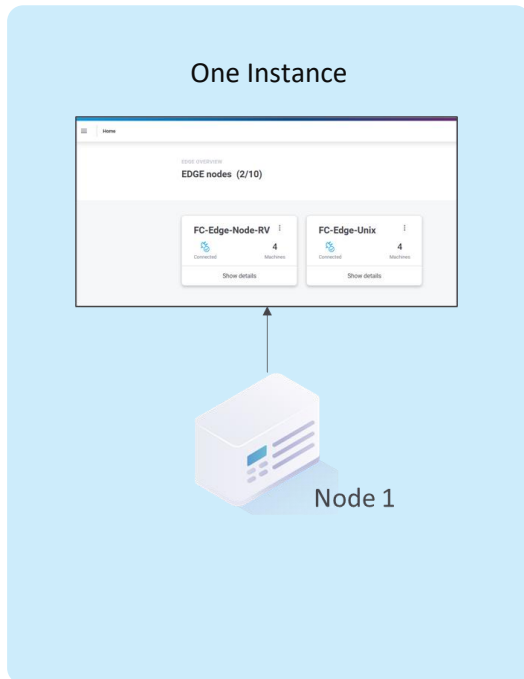 One Instance
Home
EDGE OVERVIEW
EDGE nodes (2/10)
FC-Edge-Node-RV
FC-Edge-Unix
4
4
Connected
Machines
Connected
Machines
Show details
Show details
Node 1